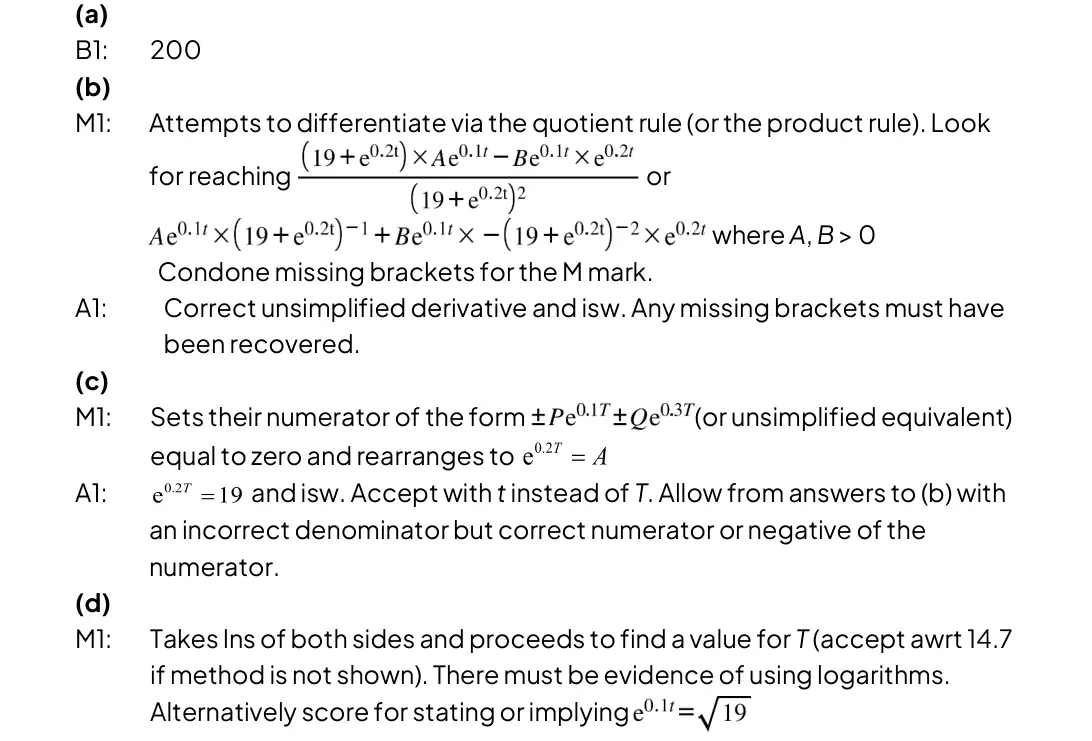 (a)
B1: 200
(b)
M1: Attempts to differentiate via the quotient rule (or the product rule). Look
for reaching ((19+e^{0.2t})×Ae^{0.1t}−Be^{0.1t}×e^{0.2t})/(19+e^{0.2t})^2 or
Ae^{0.1t}×(19+e^{0.2t})^{−1}+Be^{0.1t}×−(19+e^{0.2t})^{−2}×e^{0.2t} where A, B > 0
Condone missing brackets for the M mark.
A1: Correct unsimplified derivative and isw. Any missing brackets must have
been recovered.
(c)
M1: Sets their numerator of the form ±Pe^{0.1T}±Qe^{0.3T}(or unsimplified equivalent)
equal to zero and rearranges to e^{0.2T} = A
A1: e^{0.2T} = 19 and isw. Accept with t instead of T. Allow from answers to (b) with
an incorrect denominator but correct numerator or negative of the
numerator.
(d)
M1: Takes lns of both sides and proceeds to find a value for T (accept awrt 14.7
if method is not shown). There must be evidence of using logarithms.
Alternatively score for stating or implying e^{0.1t}=√19